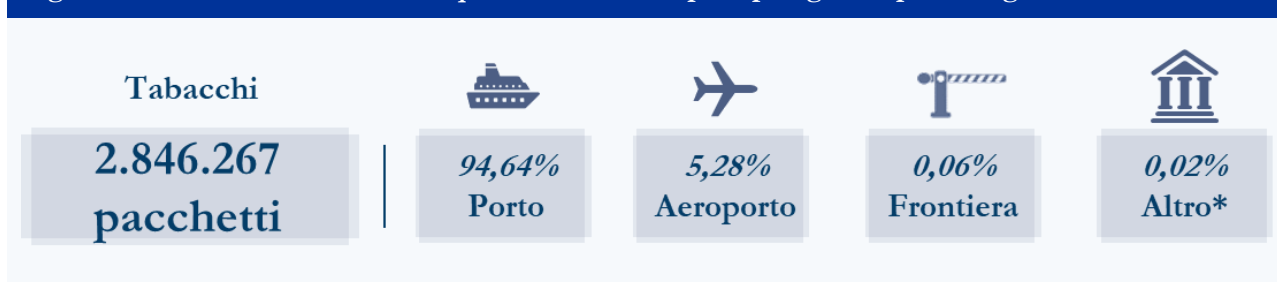 Tabacchi
2.846.267
pacchetti
94,64%
Porto
5,28%
Aeroporto
0,06%
Frontiera
0,02%
Altro*